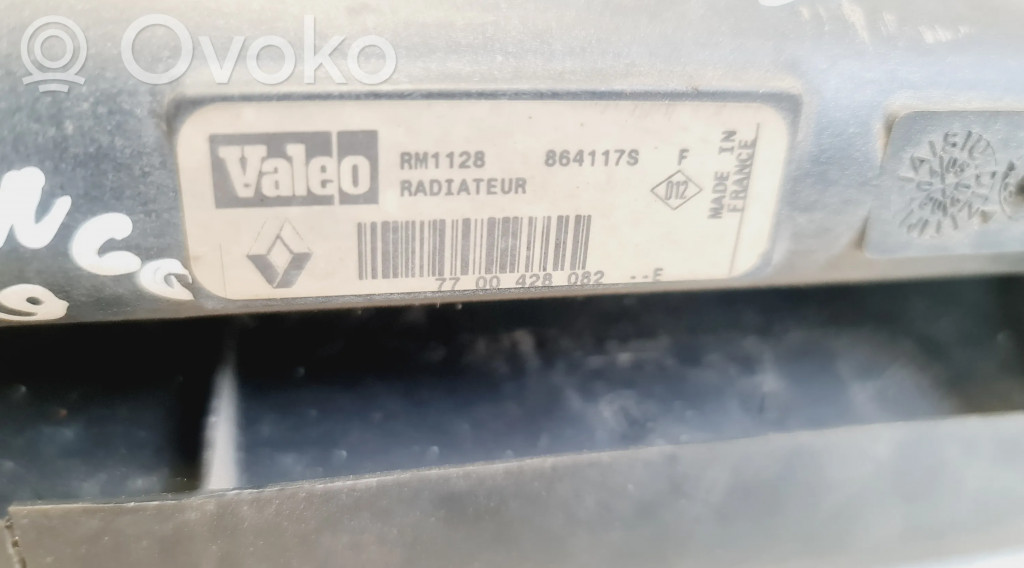 Ovoko
Valeo
RM1128 864117S F
RADIATEUR
012
MADE IN
FRANCE
77 00 428 082 --E